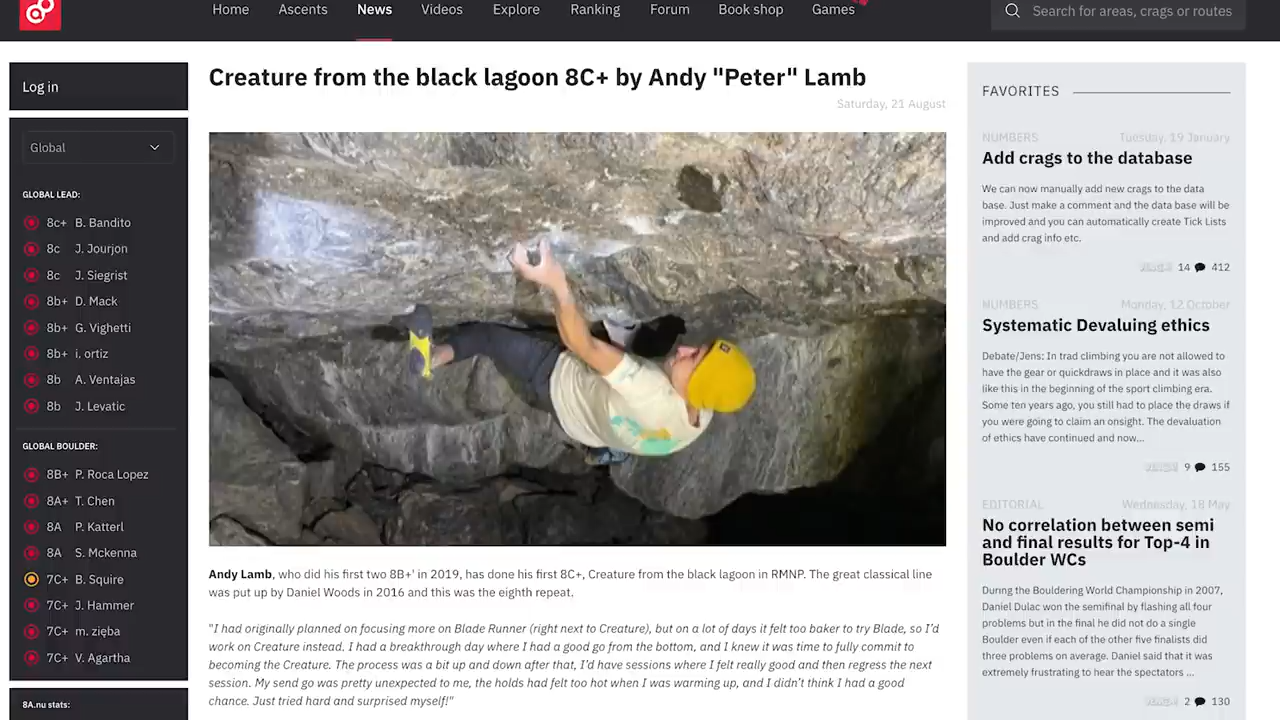 Home Ascents News Videos Explore Ranking Forum Book shop Games
Search for areas, crags or routes
Log in
Global
GLOBAL LEAD:
8c+ B. Bandito
8c J. Jourjon
8c J. Siegrist
8b+ D. Mack
8b+ G. Vighetti
8b+ i, ortiz
8b A. Ventajas
8b J. Levatic
GLOBAL BOULDER:
8B+ P. Roca Lopez
8A+ T. Chen
8A P. Katterl
8A S. Mckenna
7C+ B. Squire
7C+ J. Hammer
7C+ m. zięba
7C+ V. Agartha
8A.nu stats:
Creature from the black lagoon 8C+ by Andy "Peter" Lamb
Saturday, 21 August
Andy Lamb, who did his first two 8B+' in 2019, has done his first 8C+, Creature from the black lagoon in RMNP. The great classical line
was put up by Daniel Woods in 2016 and this was the eighth repeat.
"I had originally planned on focusing more on Blade Runner (right next to Creature), but on a lot of days it felt too baker to try Blade, so I'd
work on Creature instead. I had a breakthrough day where I had a good go from the bottom, and I knew it was time to fully commit to
becoming the Creature. The process was a bit up and down after that, I'd have sessions where I felt really good and then regress the next
session. My send go was pretty unexpected to me, the holds had felt too hot when I was warming up, and I didn't think I had a good
chance. Just tried hard and surprised myself!"
FAVORITES
NUMBERS Tuesday, 19 January
Add crags to the database
We can now manually add new crags to the data
base. Just make a comment and the data base will be
improved and you can automatically create Tick Lists
and add crag info etc.
14 412
NUMBERS Monday, 12 October
Systematic Devaluing ethics
Debate/Jens: In trad climbing you are not allowed to
have the gear or quickdraws in place and it was also
like this in the beginning of the sport climbing era.
Some ten years ago, you still had to place the draws if
you were going to claim an onsight. The devaluation
of ethics have continued and now...
9 155
EDITORIAL Wednesday, 18 May
No correlation between semi
and final results for Top-4 in
Boulder WCs
During the Bouldering World Championship in 2007,
Daniel Dulac won the semifinal by flashing all four
problems but in the final he did not do a single
Boulder even if each of the other five finalists did
three problems on average. Daniel said that it was
extremely frustrating to hear the spectators ...
2 130